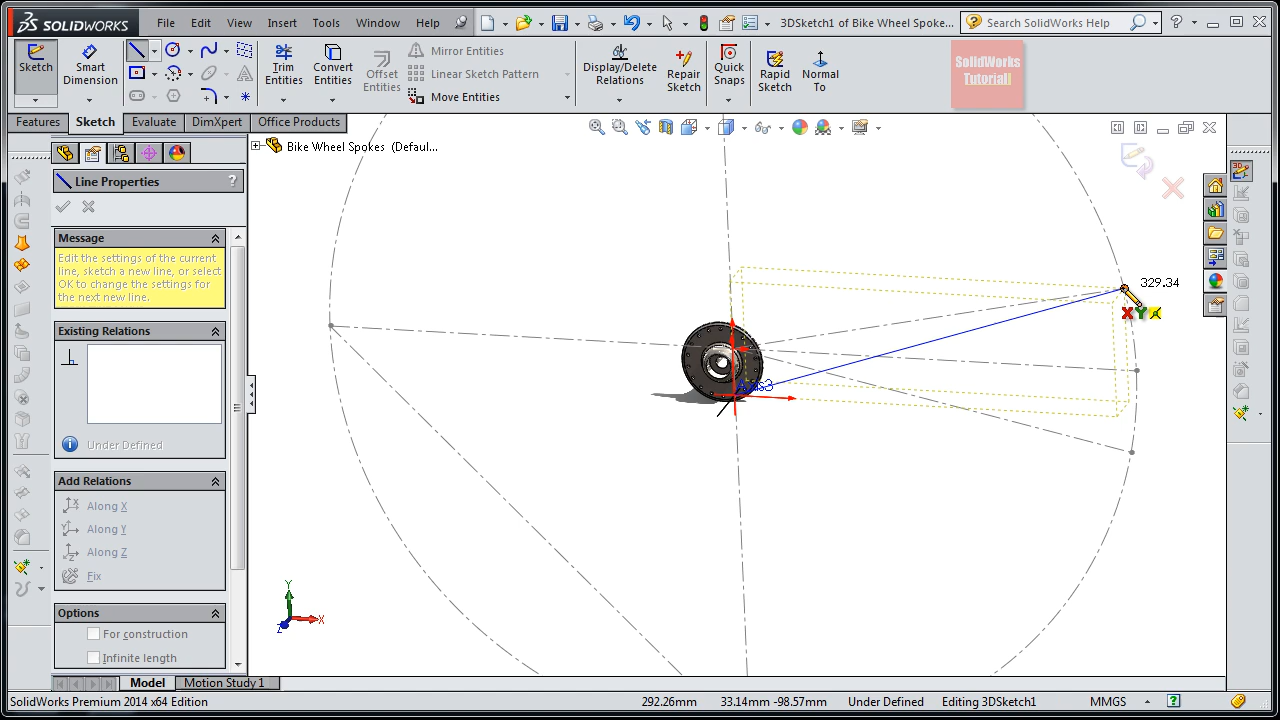 SOLIDWORKS
File Edit View Insert Tools Window Help
3DSketch1 of Bike Wheel Spoke...
Search SolidWorks Help
Sketch
Smart Dimension
Trim Entities
Convert Entities
Offset Entities
Mirror Entities
Linear Sketch Pattern
Move Entities
Display/Delete Relations
Repair Sketch
Quick Snaps
Rapid Sketch
Normal To
SolidWorks
Tutorial
Features Sketch Evaluate DimXpert Office Products
Bike Wheel Spokes (Defaul...
Line Properties ?
Message
Edit the settings of the current
line, sketch a new line, or select
OK to change the settings for
the next new line.
Existing Relations
Under Defined
Add Relations
Along X
Along Y
Along Z
Fix
Options
For construction
Infinite length
329.34
X Y
Axis3
Y
X
Z
Model Motion Study 1
SolidWorks Premium 2014 x64 Edition 292.26mm 33.14mm -98.57mm Under Defined Editing 3DSketch1 MMGS ?